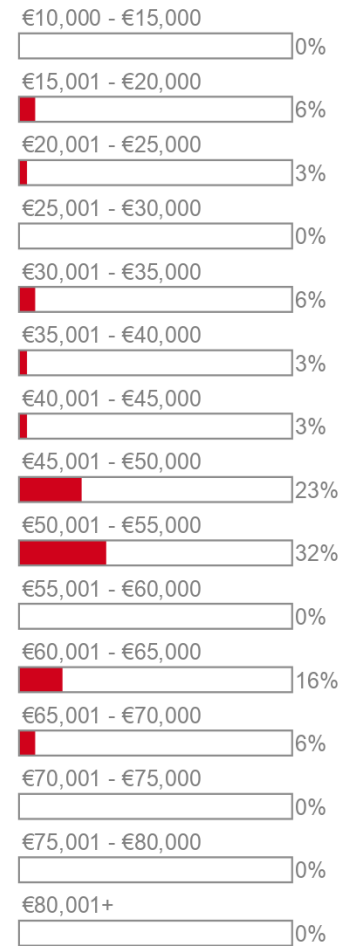 €10,000 - €15,000
0%
€15,001 - €20,000
6%
€20,001 - €25,000
3%
€25,001 - €30,000
0%
€30,001 - €35,000
6%
€35,001 - €40,000
3%
€40,001 - €45,000
3%
€45,001 - €50,000
23%
€50,001 - €55,000
32%
€55,001 - €60,000
0%
€60,001 - €65,000
16%
€65,001 - €70,000
6%
€70,001 - €75,000
0%
€75,001 - €80,000
0%
€80,001+
0%